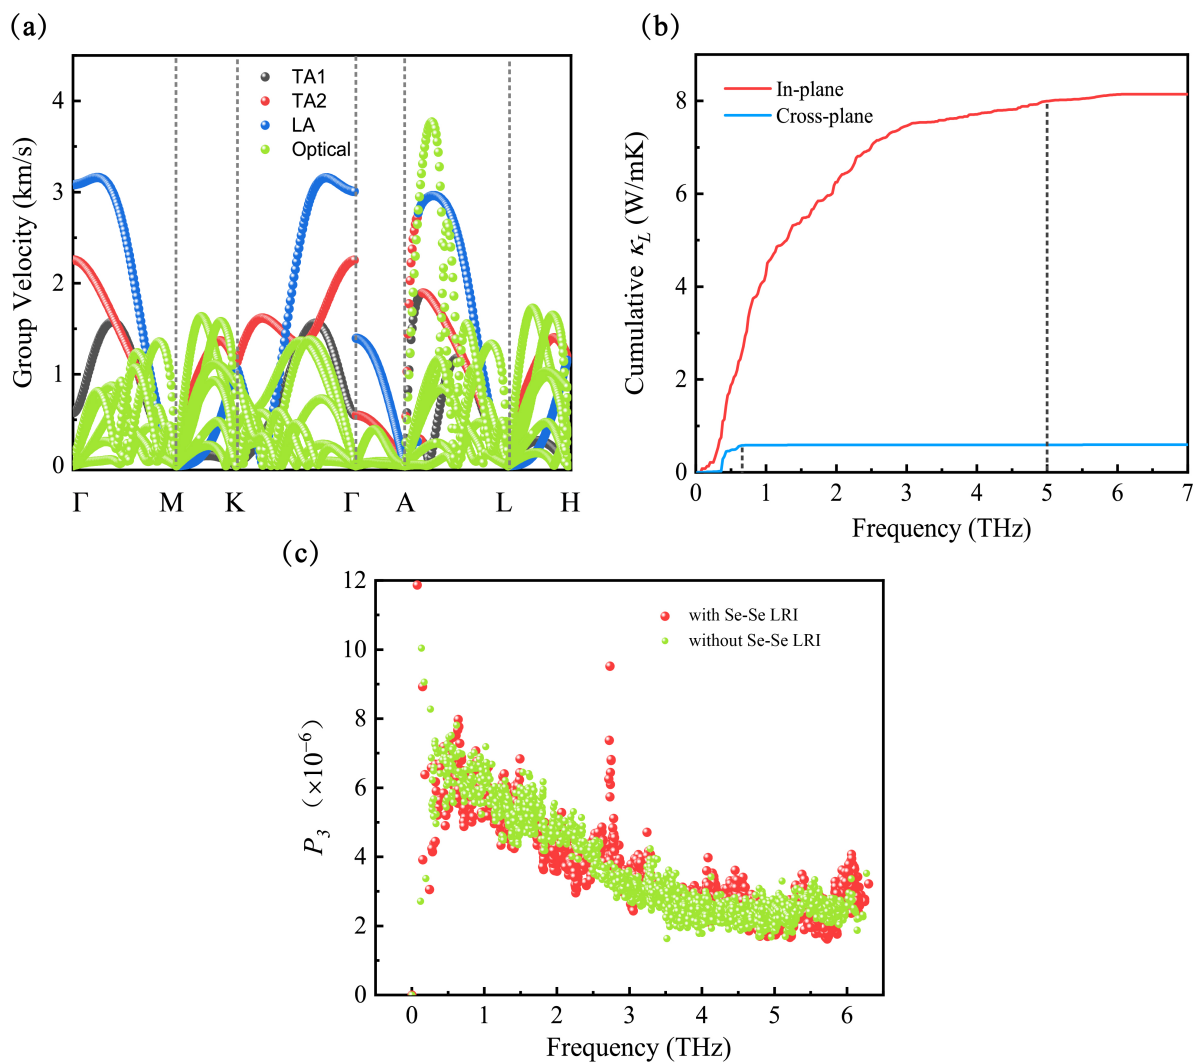 (a)
Group Velocity (km/s)
4
3
2
1
0
TA1
TA2
LA
Optical
Γ M K Γ A L H
(b)
Cumulative κL (W/mK)
8
6
4
2
0
In-plane
Cross-plane
0 1 2 3 4 5 6 7
Frequency (THz)
(c)
P3 (×10−6)
12
10
8
6
4
2
0
with Se-Se LRI
without Se-Se LRI
0 1 2 3 4 5 6
Frequency (THz)